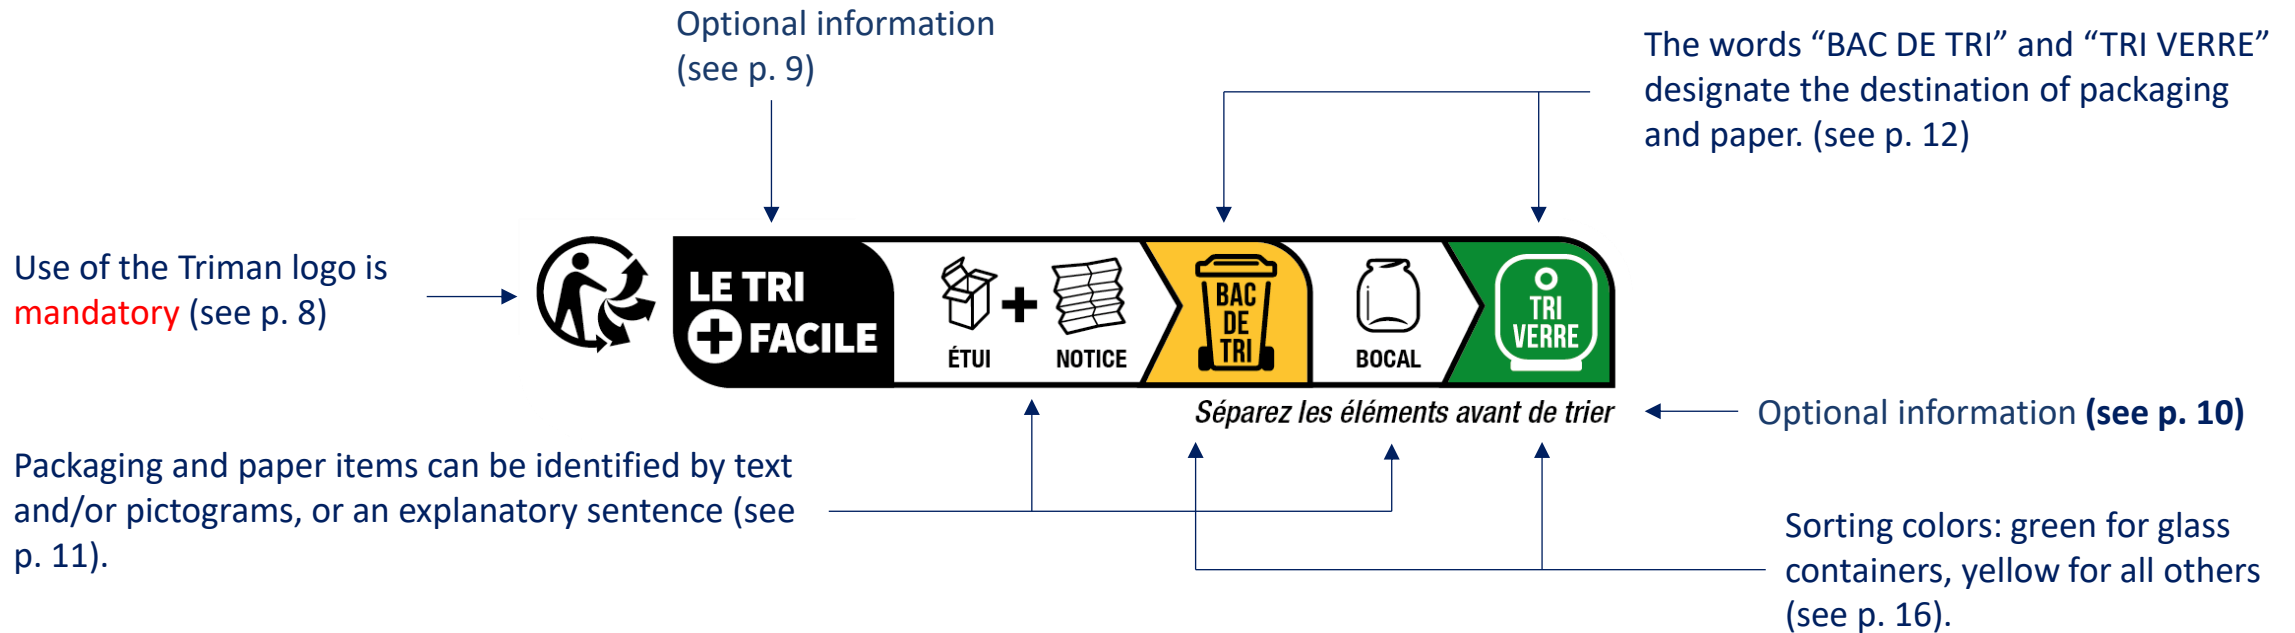 Optional information
(see p. 9)
The words “BAC DE TRI” and “TRI VERRE”
designate the destination of packaging
and paper. (see p. 12)
Use of the Triman logo is
mandatory (see p. 8)
LE TRI
+ FACILE
ÉTUI
+
NOTICE
BAC
DE
TRI
BOCAL
TRI
VERRE
Séparez les éléments avant de trier
Optional information (see p. 10)
Packaging and paper items can be identified by text
and/or pictograms, or an explanatory sentence (see
p. 11).
Sorting colors: green for glass
containers, yellow for all others
(see p. 16).